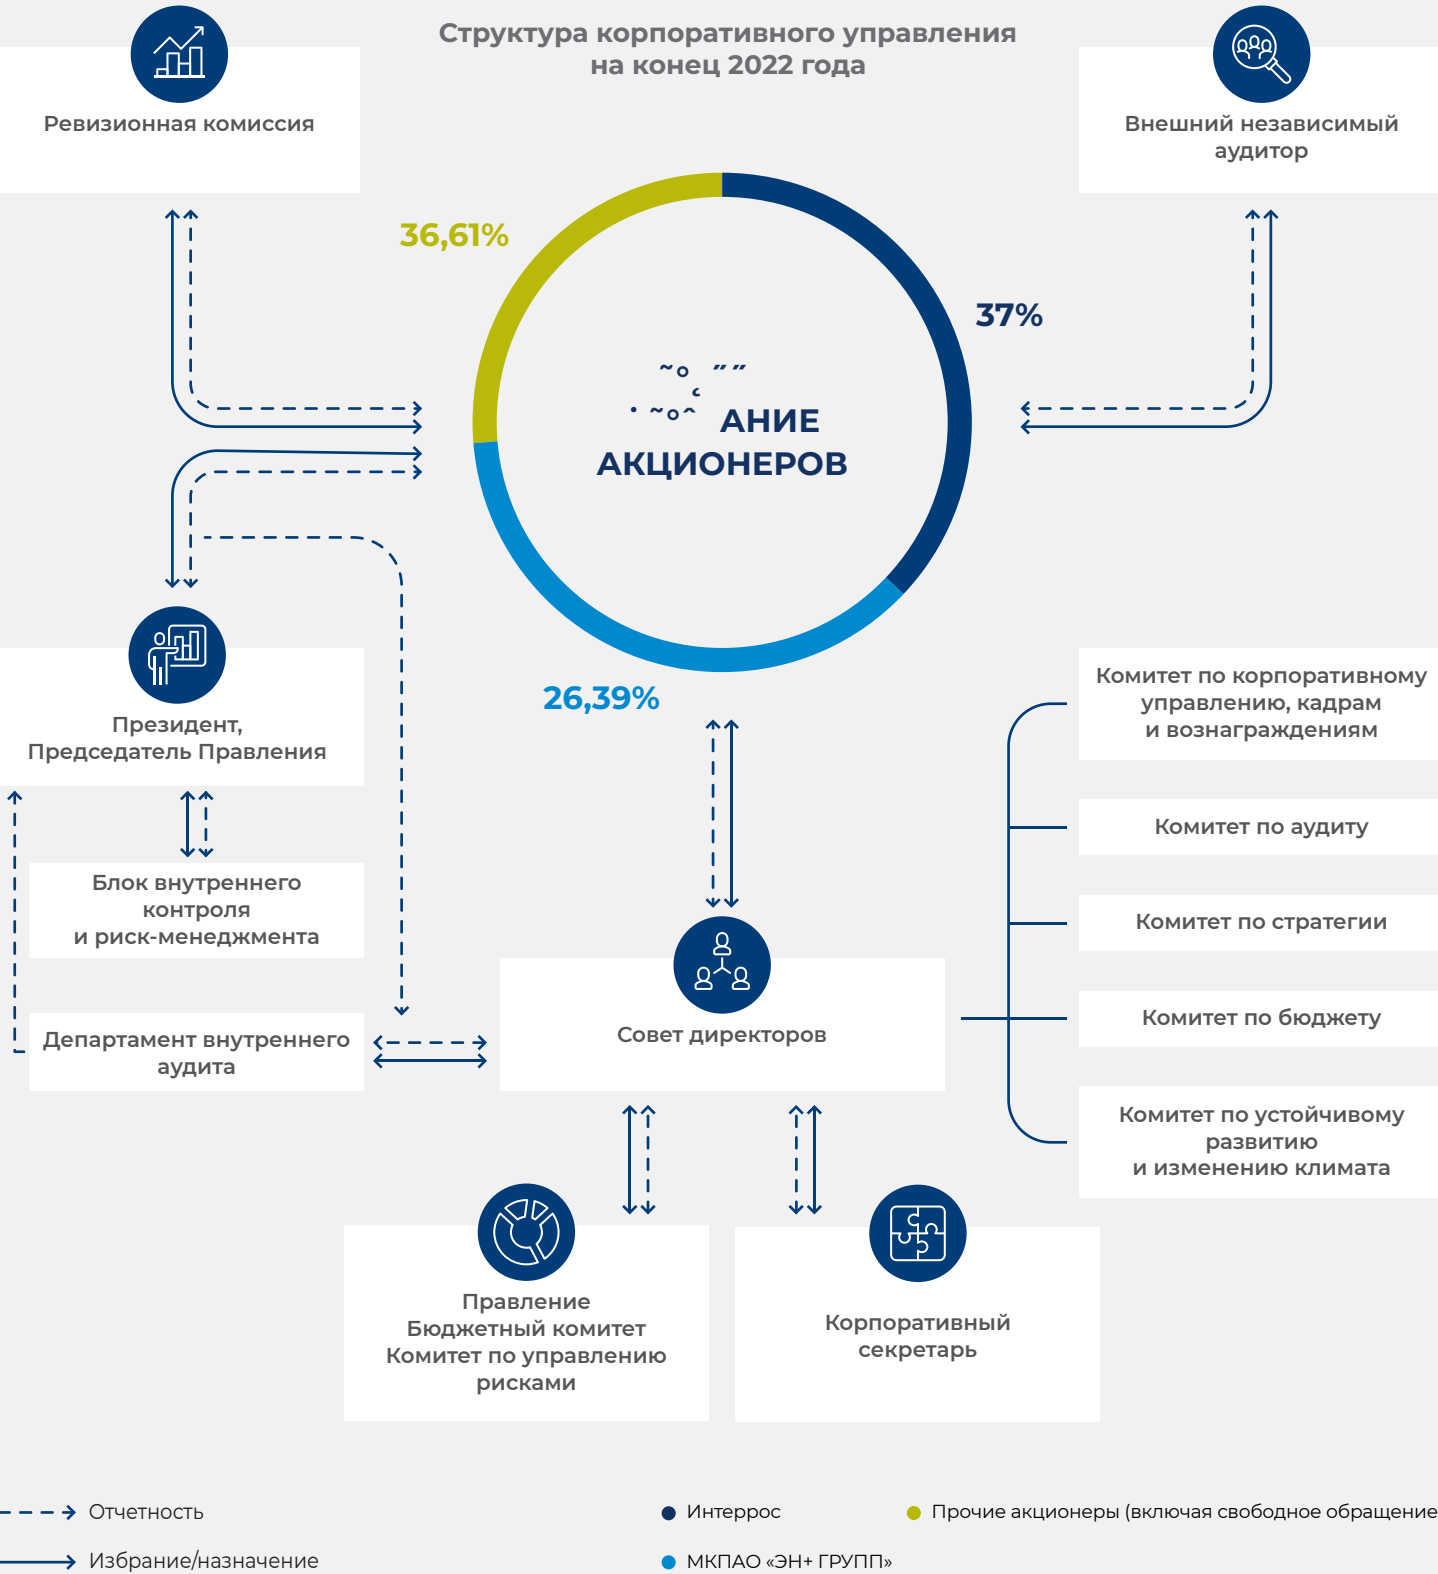 Структура корпоративного управления
на конец 2022 года
Ревизионная комиссия
Внешний независимый
аудитор
36,61%
37%
АНИЕ
АКЦИОНЕРОВ
26,39%
Президент,
Председатель Правления
Блок внутреннего
контроля
и риск-менеджмента
Департамент внутреннего
аудита
Совет директоров
Комитет по корпоративному
управлению, кадрам
и вознаграждениям
Комитет по аудиту
Комитет по стратегии
Комитет по бюджету
Комитет по устойчивому
развитию
и изменению климата
Правление
Бюджетный комитет
Комитет по управлению
рисками
Корпоративный
секретарь
Отчетность
Избрание/назначение
Интеррос
Прочие акционеры (включая свободное обращение
МКПАО «ЭН+ ГРУПП»